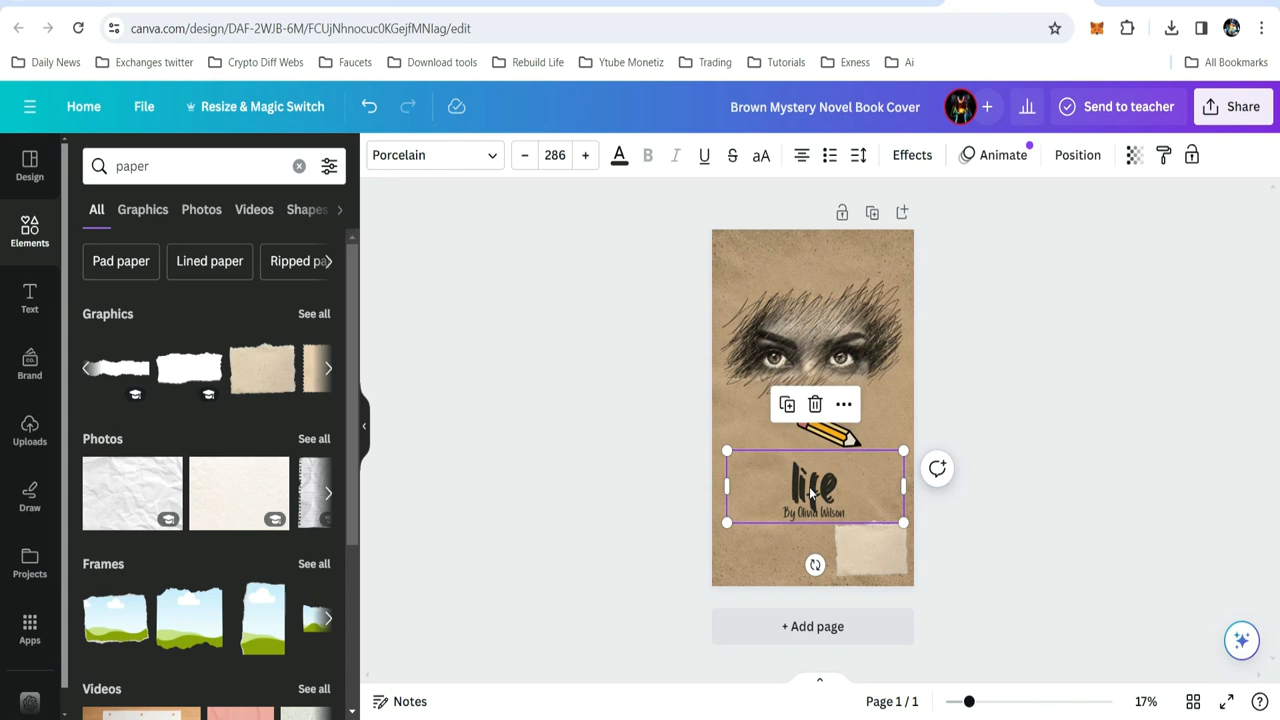 canva.com/design/DAF-2WJB-6M/FCUjNhnocuc0KGejfMNIag/edit
Daily News
Exchanges twitter
Crypto Diff Webs
Faucets
Download tools
Rebuild Life
Ytube Monetiz
Trading
Tutorials
Exness
Ai
All Bookmarks
Home
File
Resize & Magic Switch
Brown Mystery Novel Book Cover
Send to teacher
Share
Design
Elements
Text
Brand
Uploads
Draw
Projects
Apps
paper
All
Graphics
Photos
Videos
Shapes
Pad paper
Lined paper
Ripped pa
Graphics
See all
Photos
See all
Frames
See all
Videos
See all
Porcelain
286
A
B
I
U
S
aA
Effects
Animate
Position
life
By Olivia Wilson
+ Add page
Notes
Page 1 / 1
17%